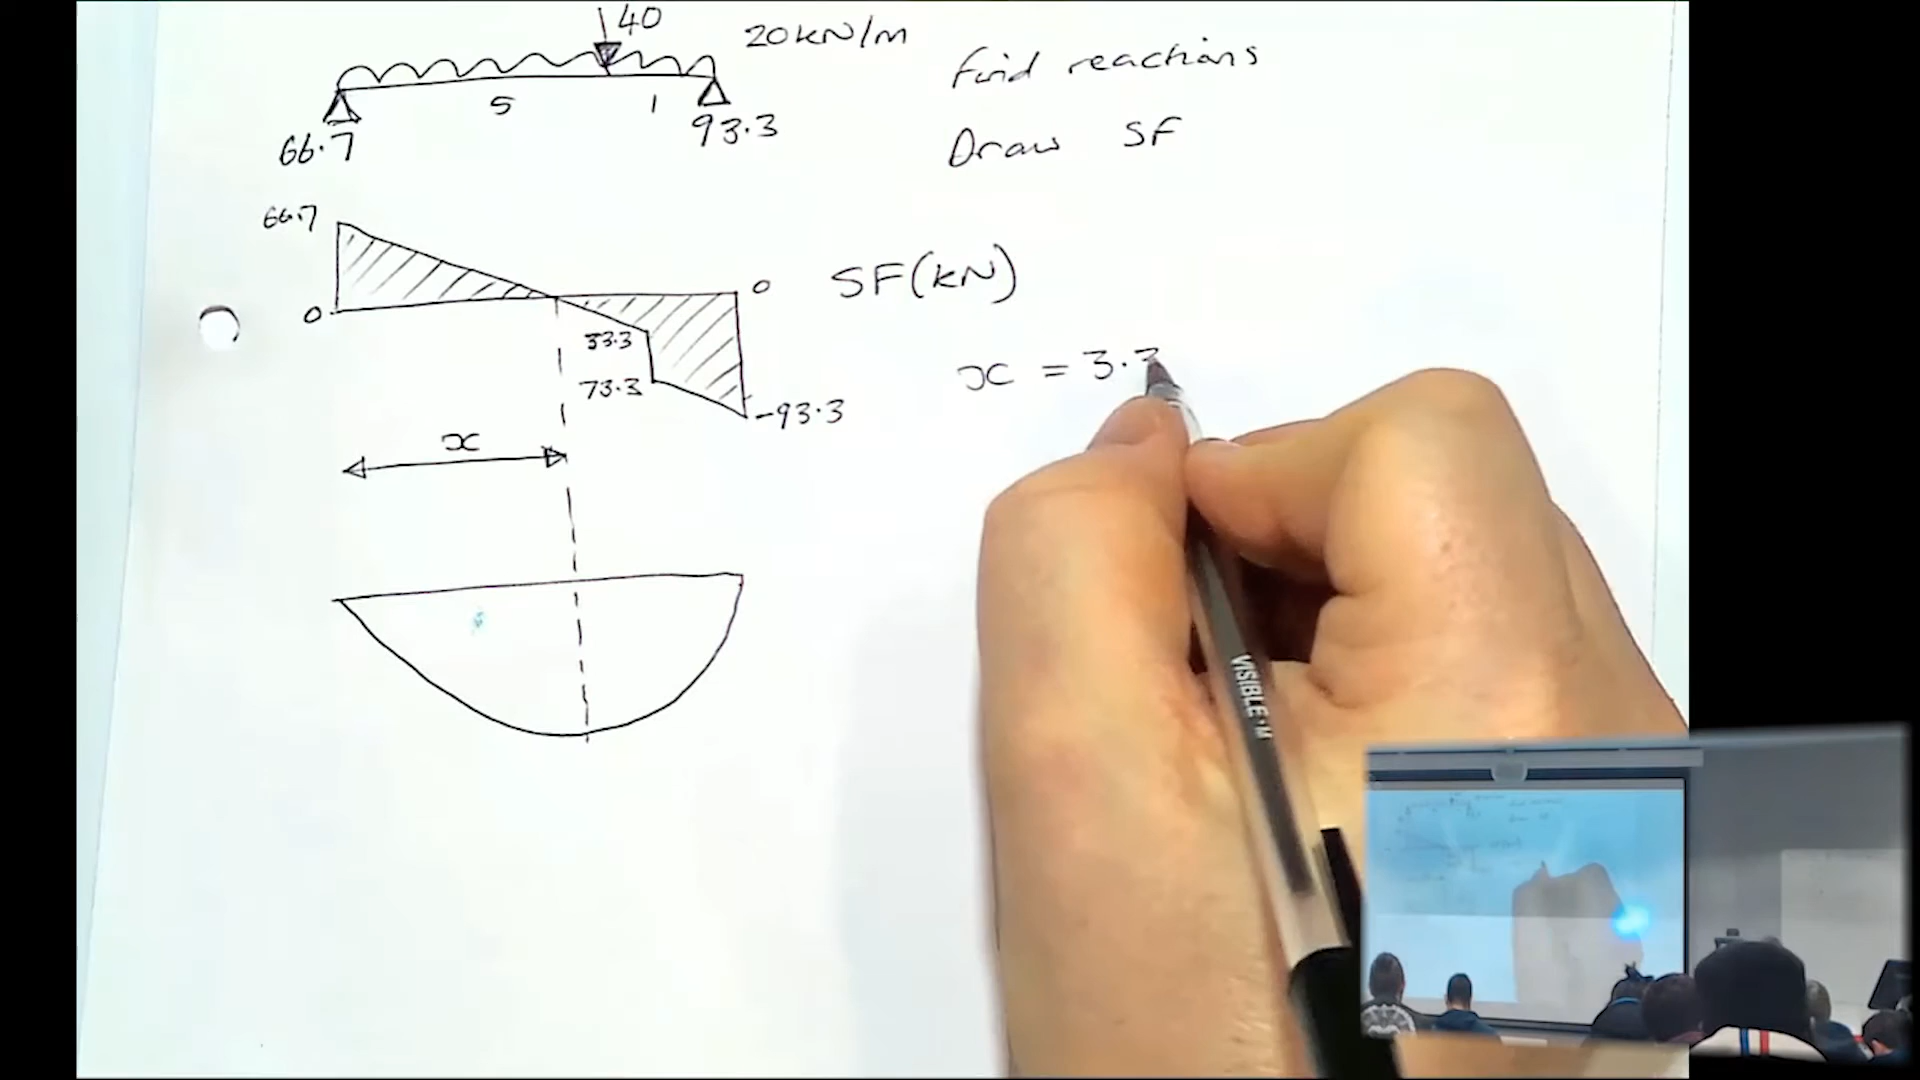 40
20kN/m
Find reactions
5
1
66.7
93.3
Draw SF
66.7
0
0
SF(kN)
33.3
73.3
-93.3
x = 3.3
x
VISIBLE·M